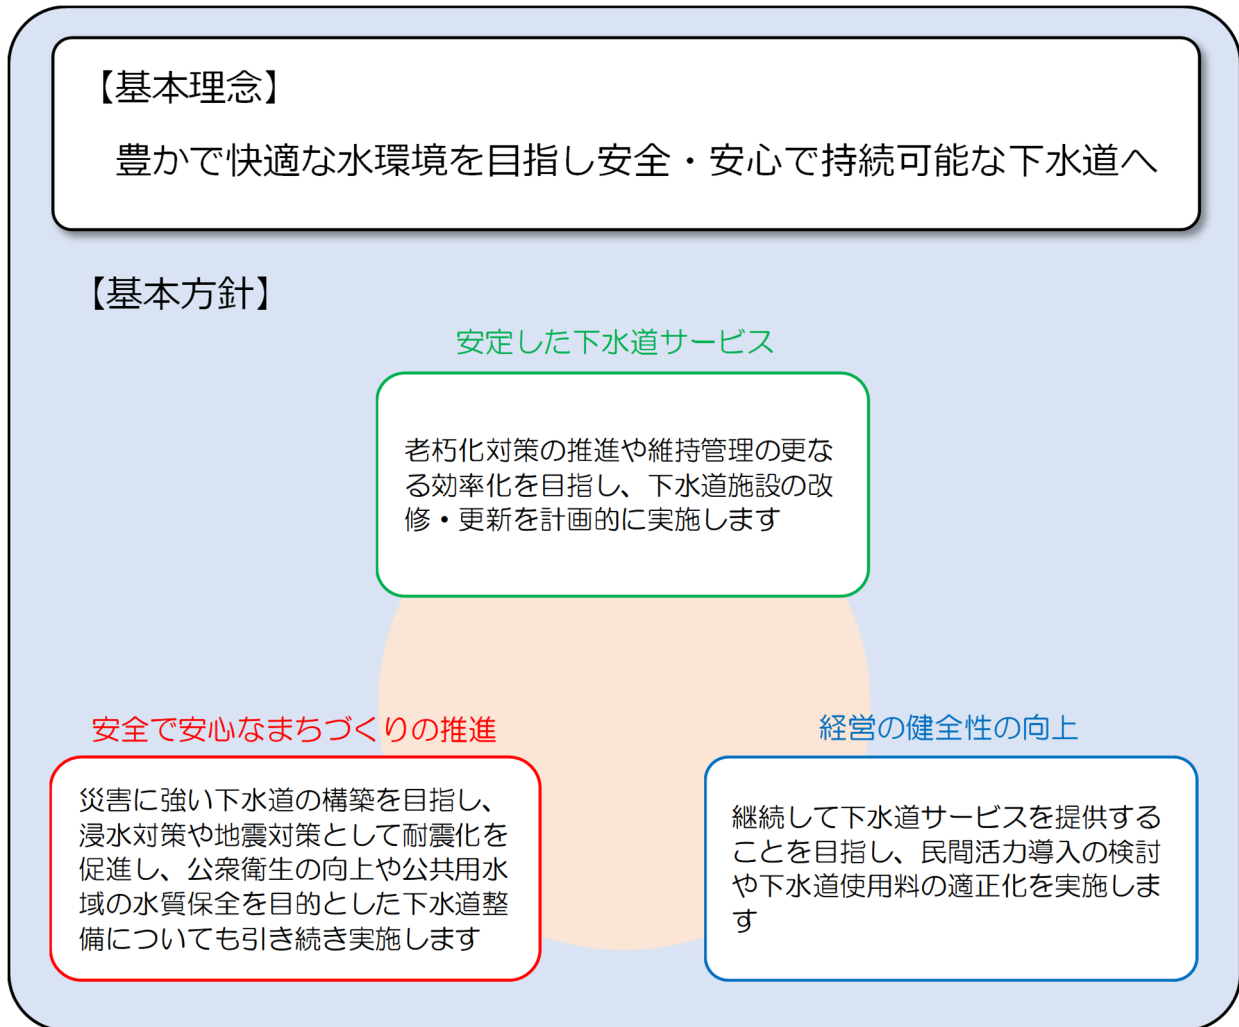 【基本理念】
豊かで快適な水環境を目指し安全・安心で持続可能な下水道へ
【基本方針】
安定した下水道サービス
老朽化対策の推進や維持管理の更な
る効率化を目指し、下水道施設の改
修・更新を計画的に実施します
安全で安心なまちづくりの推進
災害に強い下水道の構築を目指し、
浸水対策や地震対策として耐震化を
促進し、公衆衛生の向上や公共用水
域の水質保全を目的とした下水道整
備についても引き続き実施します
経営の健全性の向上
継続して下水道サービスを提供する
ことを目指し、民間活力導入の検討
や下水道使用料の適正化を実施しま
す